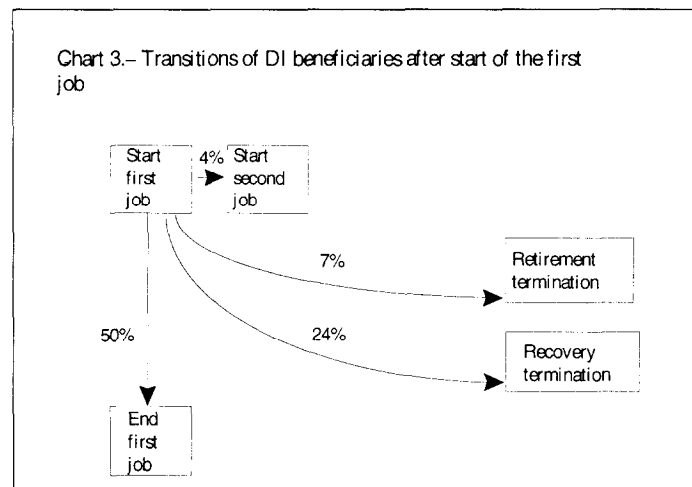 Chart 3.– Transitions of DI beneficiaries after start of the first
job
Start
first
job
4%
Start
second
job
7%
Retirement
termination
50%
24%
Recovery
termination
End
first
job